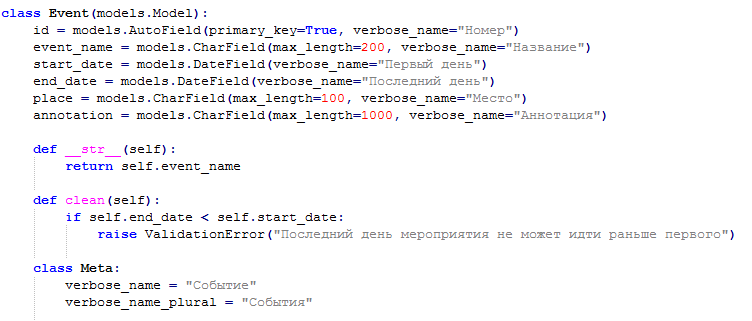 class Event(models.Model):
    id = models.AutoField(primary_key=True, verbose_name="Номер")
    event_name = models.CharField(max_length=200, verbose_name="Название")
    start_date = models.DateField(verbose_name="Первый день")
    end_date = models.DateField(verbose_name="Последний день")
    place = models.CharField(max_length=100, verbose_name="Место")
    annotation = models.CharField(max_length=1000, verbose_name="Аннотация")

    def __str__(self):
        return self.event_name

    def clean(self):
        if self.end_date < self.start_date:
            raise ValidationError("Последний день мероприятия не может идти раньше первого")

    class Meta:
        verbose_name = "Событие"
        verbose_name_plural = "События"